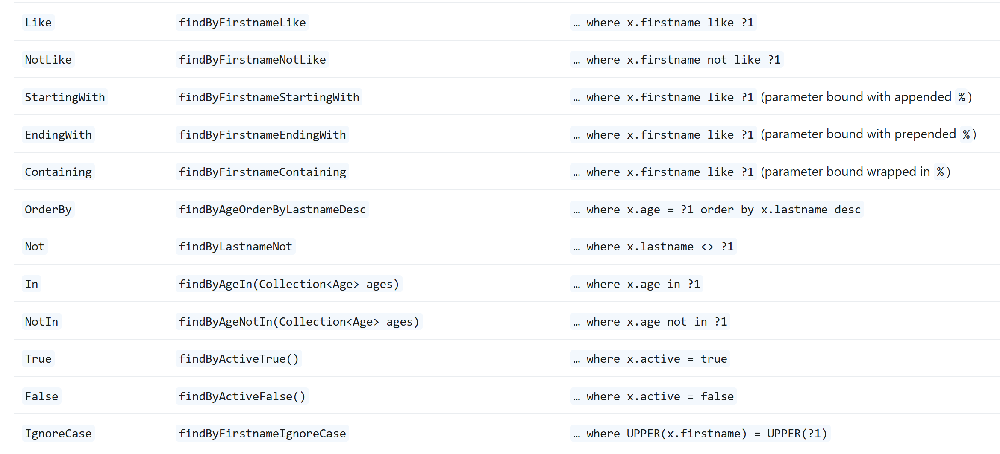 Like findByFirstnameLike … where x.firstname like ?1
NotLike findByFirstnameNotLike … where x.firstname not like ?1
StartingWith findByFirstnameStartingWith … where x.firstname like ?1 (parameter bound with appended %)
EndingWith findByFirstnameEndingWith … where x.firstname like ?1 (parameter bound with prepended %)
Containing findByFirstnameContaining … where x.firstname like ?1 (parameter bound wrapped in %)
OrderBy findByAgeOrderByLastnameDesc … where x.age = ?1 order by x.lastname desc
Not findByLastnameNot … where x.lastname <> ?1
In findByAgeIn(Collection<Age> ages) … where x.age in ?1
NotIn findByAgeNotIn(Collection<Age> ages) … where x.age not in ?1
True findByActiveTrue() … where x.active = true
False findByActiveFalse() … where x.active = false
IgnoreCase findByFirstnameIgnoreCase … where UPPER(x.firstname) = UPPER(?1)